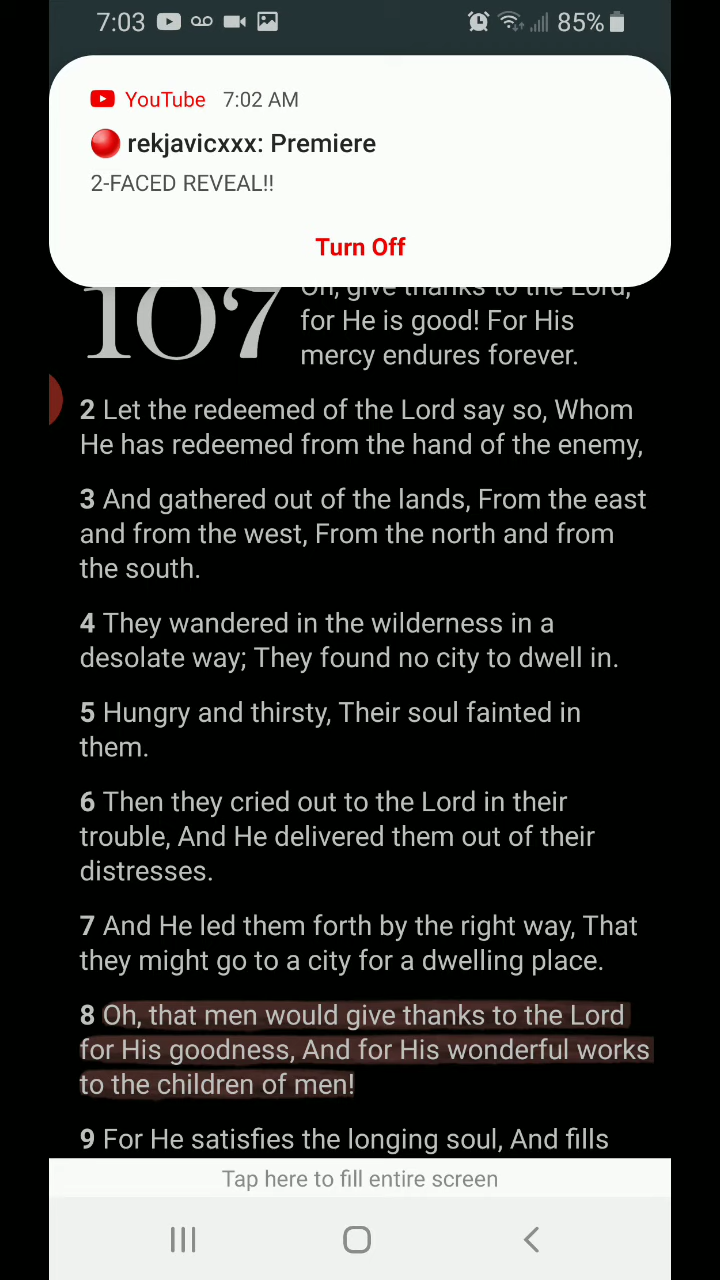 7:03 85%
YouTube 7:02 AM
rekjavicxxx: Premiere
2-FACED REVEAL!!
Turn Off
107 Oh, give thanks to the Lord,
for He is good! For His
mercy endures forever.
2 Let the redeemed of the Lord say so, Whom
He has redeemed from the hand of the enemy,
3 And gathered out of the lands, From the east
and from the west, From the north and from
the south.
4 They wandered in the wilderness in a
desolate way; They found no city to dwell in.
5 Hungry and thirsty, Their soul fainted in
them.
6 Then they cried out to the Lord in their
trouble, And He delivered them out of their
distresses.
7 And He led them forth by the right way, That
they might go to a city for a dwelling place.
8 Oh, that men would give thanks to the Lord
for His goodness, And for His wonderful works
to the children of men!
9 For He satisfies the longing soul, And fills
Tap here to fill entire screen